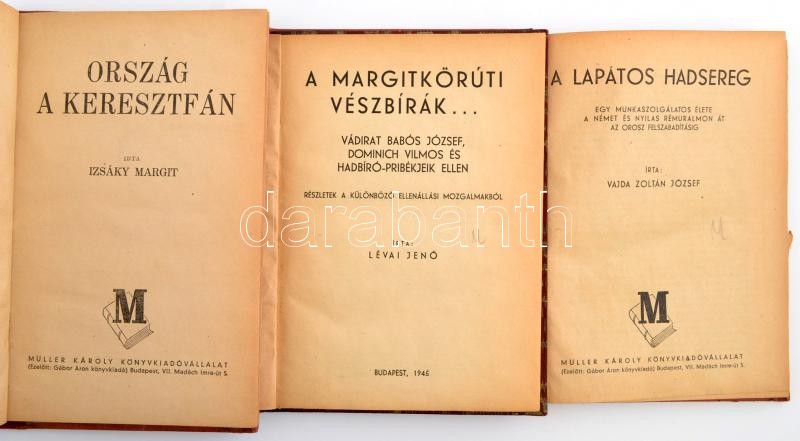 ORSZÁG
A KERESZTFÁN
IRTA
IZSÁKY MARGIT
M
MÜLLER KÁROLY KÖNYVKIADÓVÁLLALAT
(Ezelőtt: Gábor Áron könyvkiadó) Budapest, VII. Madách Imre-út 5.
A MARGITKÖRÚTI
VÉSZBÍRÁK...
VÁDIRAT BABÓS JÓZSEF,
DOMINICH VILMOS ÉS
HADBÍRÓ-PRIBÉKJEIK ELLEN
RÉSZLETEK A KÜLÖNBÖZŐ ELLENÁLLÁSI MOZGALMAKBÓL
ÍRTA:
LÉVAI JENŐ
BUDAPEST, 1945
A LAPÁTOS HADSEREG
EGY MUNKASZOLGÁLATOS ÉLETE
A NÉMET ÉS NYILAS RÉMURALMON ÁT
AZ OROSZ FELSZABADÍTÁSIG
ÍRTA:
VAJDA ZOLTÁN JÓZSEF
M
MÜLLER KÁROLY KÖNYVKIADÓVÁLLALAT
(Ezelőtt: Gábor Áron könyvkiadó) Budapest, VII. Madách Imre-út 5.
darabanth